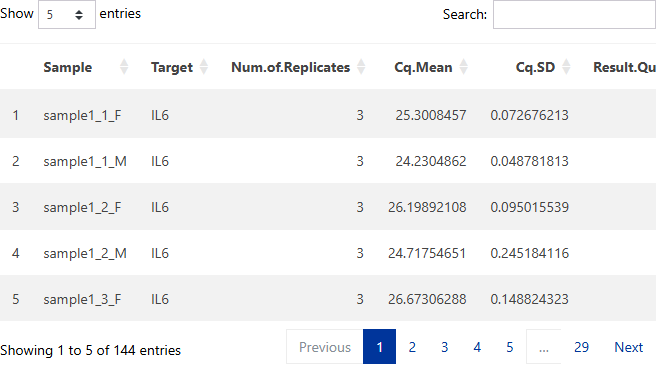 Show 5 entries Search:
Sample Target Num.of.Replicates Cq.Mean Cq.SD Result.Qu
1 sample1_1_F IL6 3 25.3008457 0.072676213
2 sample1_1_M IL6 3 24.2304862 0.048781813
3 sample1_2_F IL6 3 26.19892108 0.095015539
4 sample1_2_M IL6 3 24.71754651 0.245184116
5 sample1_3_F IL6 3 26.67306288 0.148824323
Showing 1 to 5 of 144 entries Previous 1 2 3 4 5 ... 29 Next